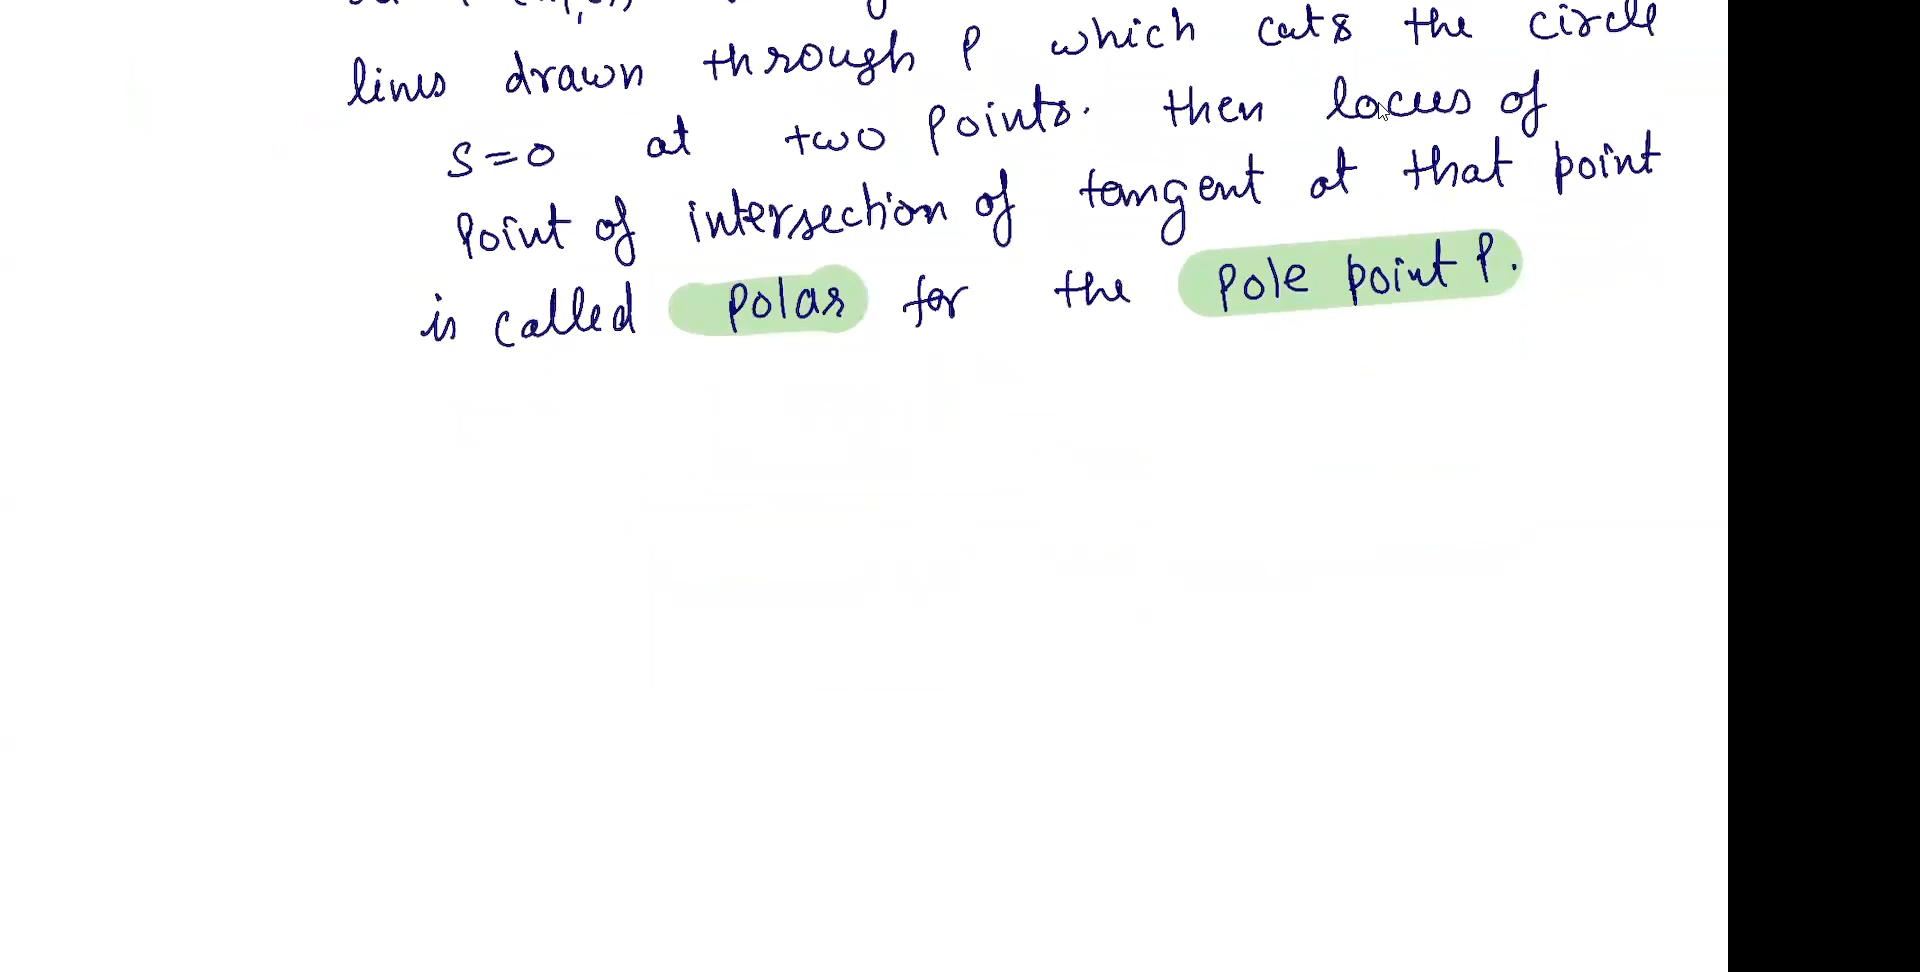 lines drawn through P which cuts the circle
S=0 at two points. then locus of
Point of intersection of tangent at that point
is called polar for the pole point P.